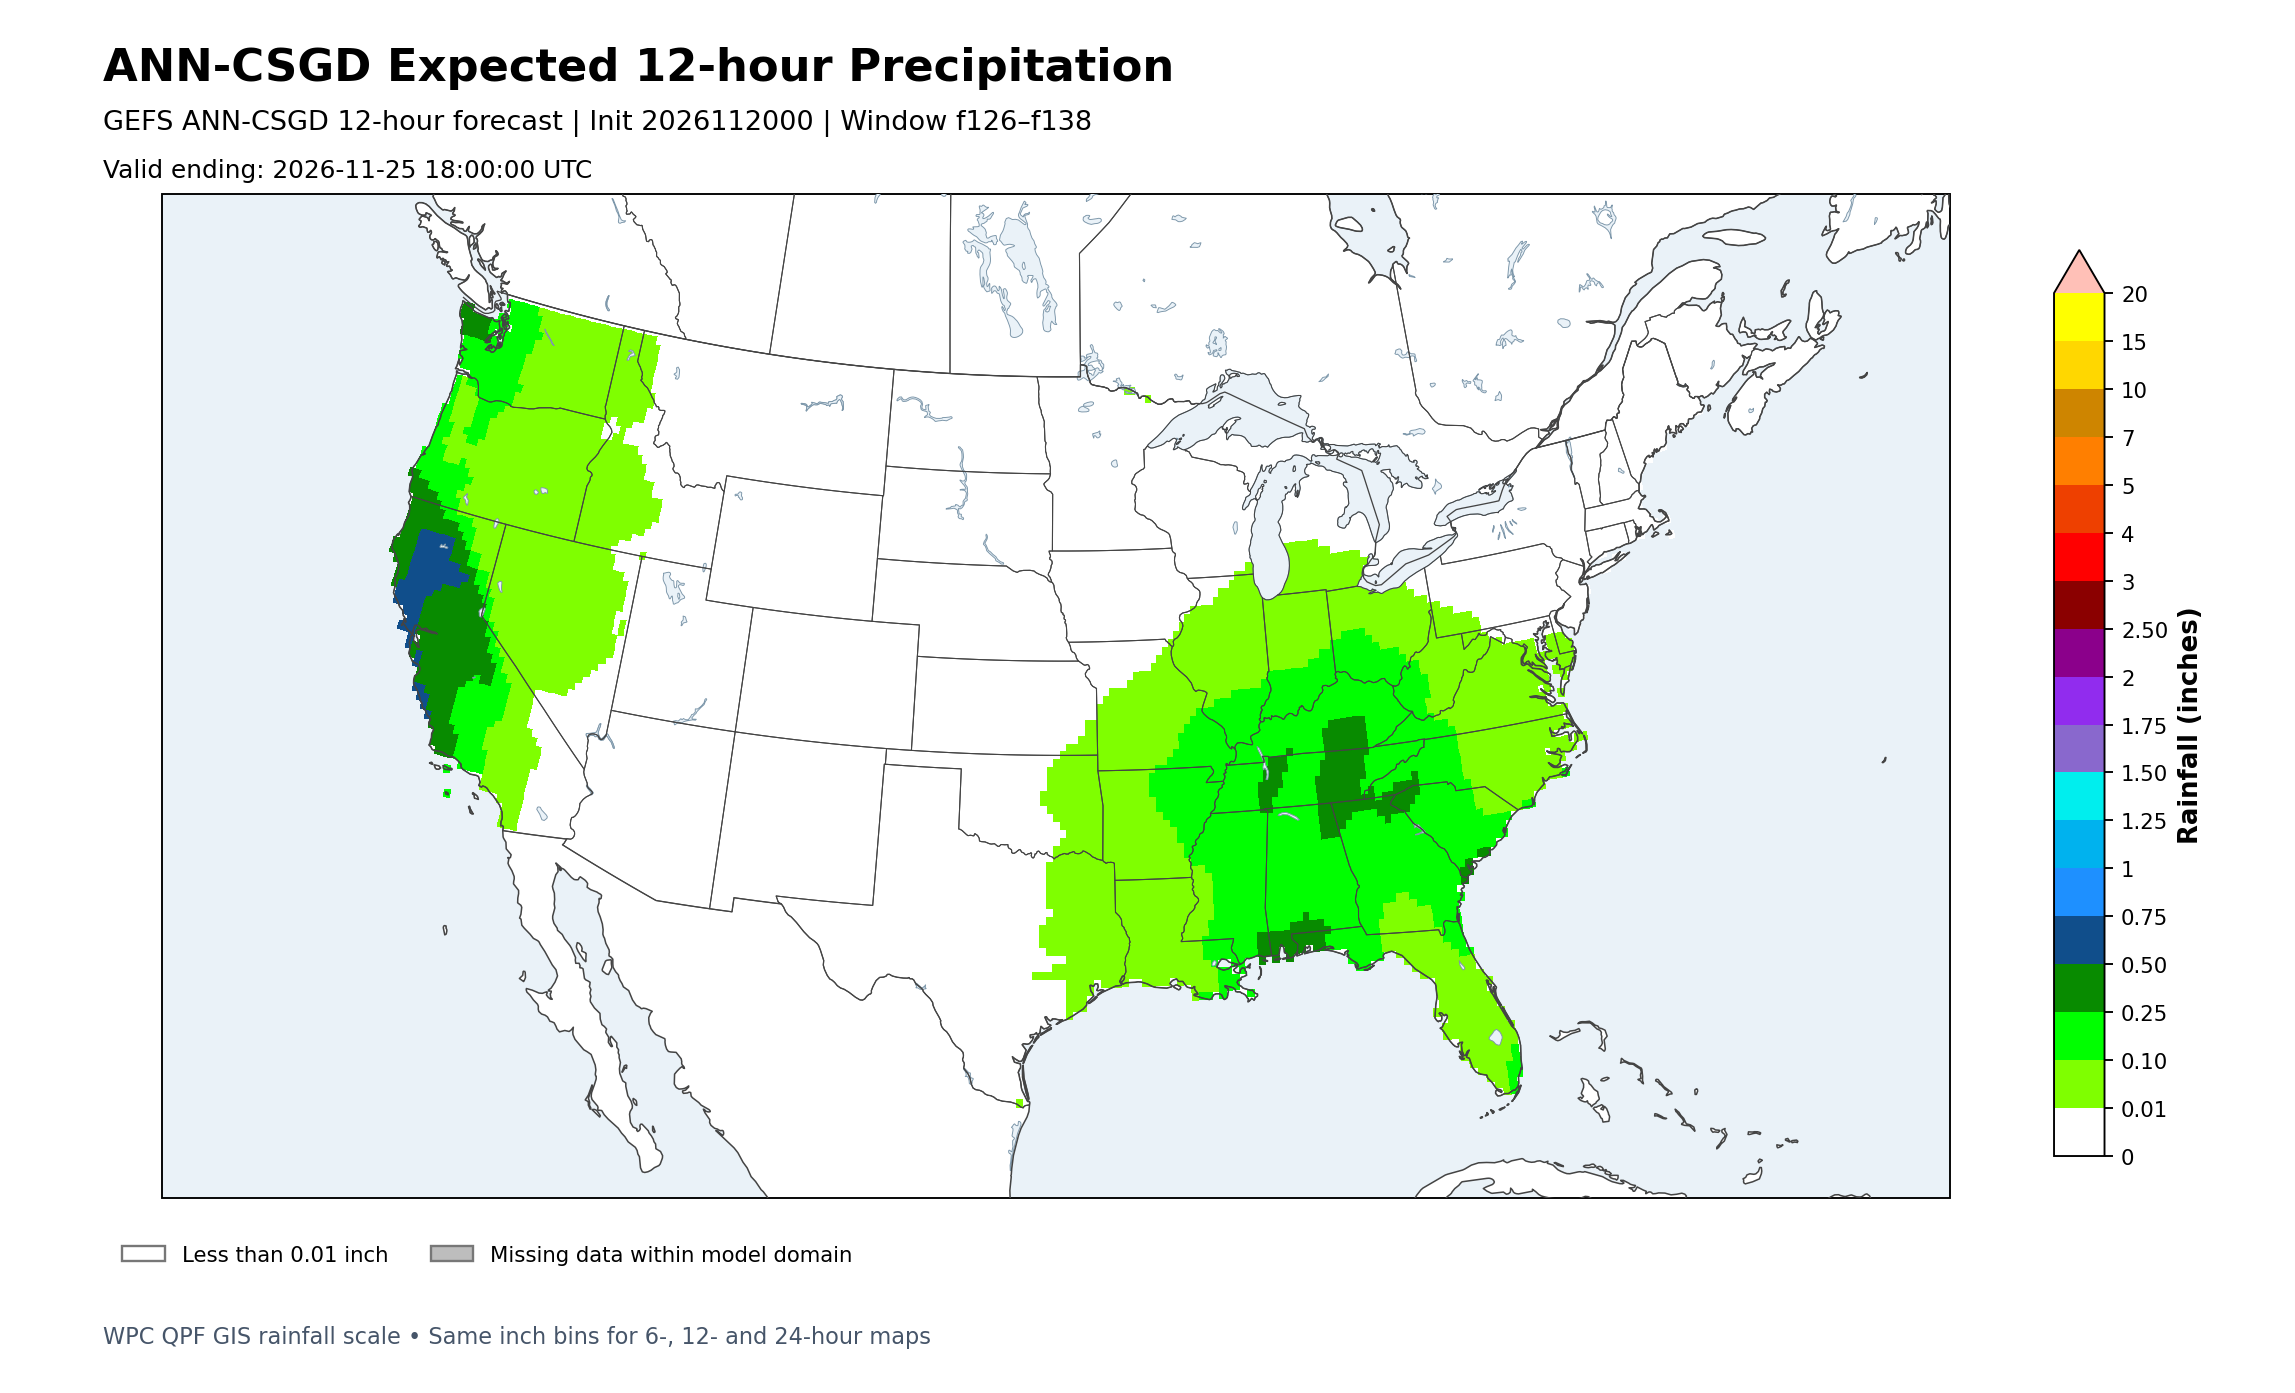 ANN-CSGD Expected 12-hour Precipitation
GEFS ANN-CSGD 12-hour forecast | Init 2026112000 | Window f126–f138
Valid ending: 2026-11-25 18:00:00 UTC
20
15
10
7
5
4
3
2.50
2
1.75
1.50
1.25
1
0.75
0.50
0.25
0.10
0.01
0
Rainfall (inches)
Less than 0.01 inch
Missing data within model domain
WPC QPF GIS rainfall scale • Same inch bins for 6-, 12- and 24-hour maps